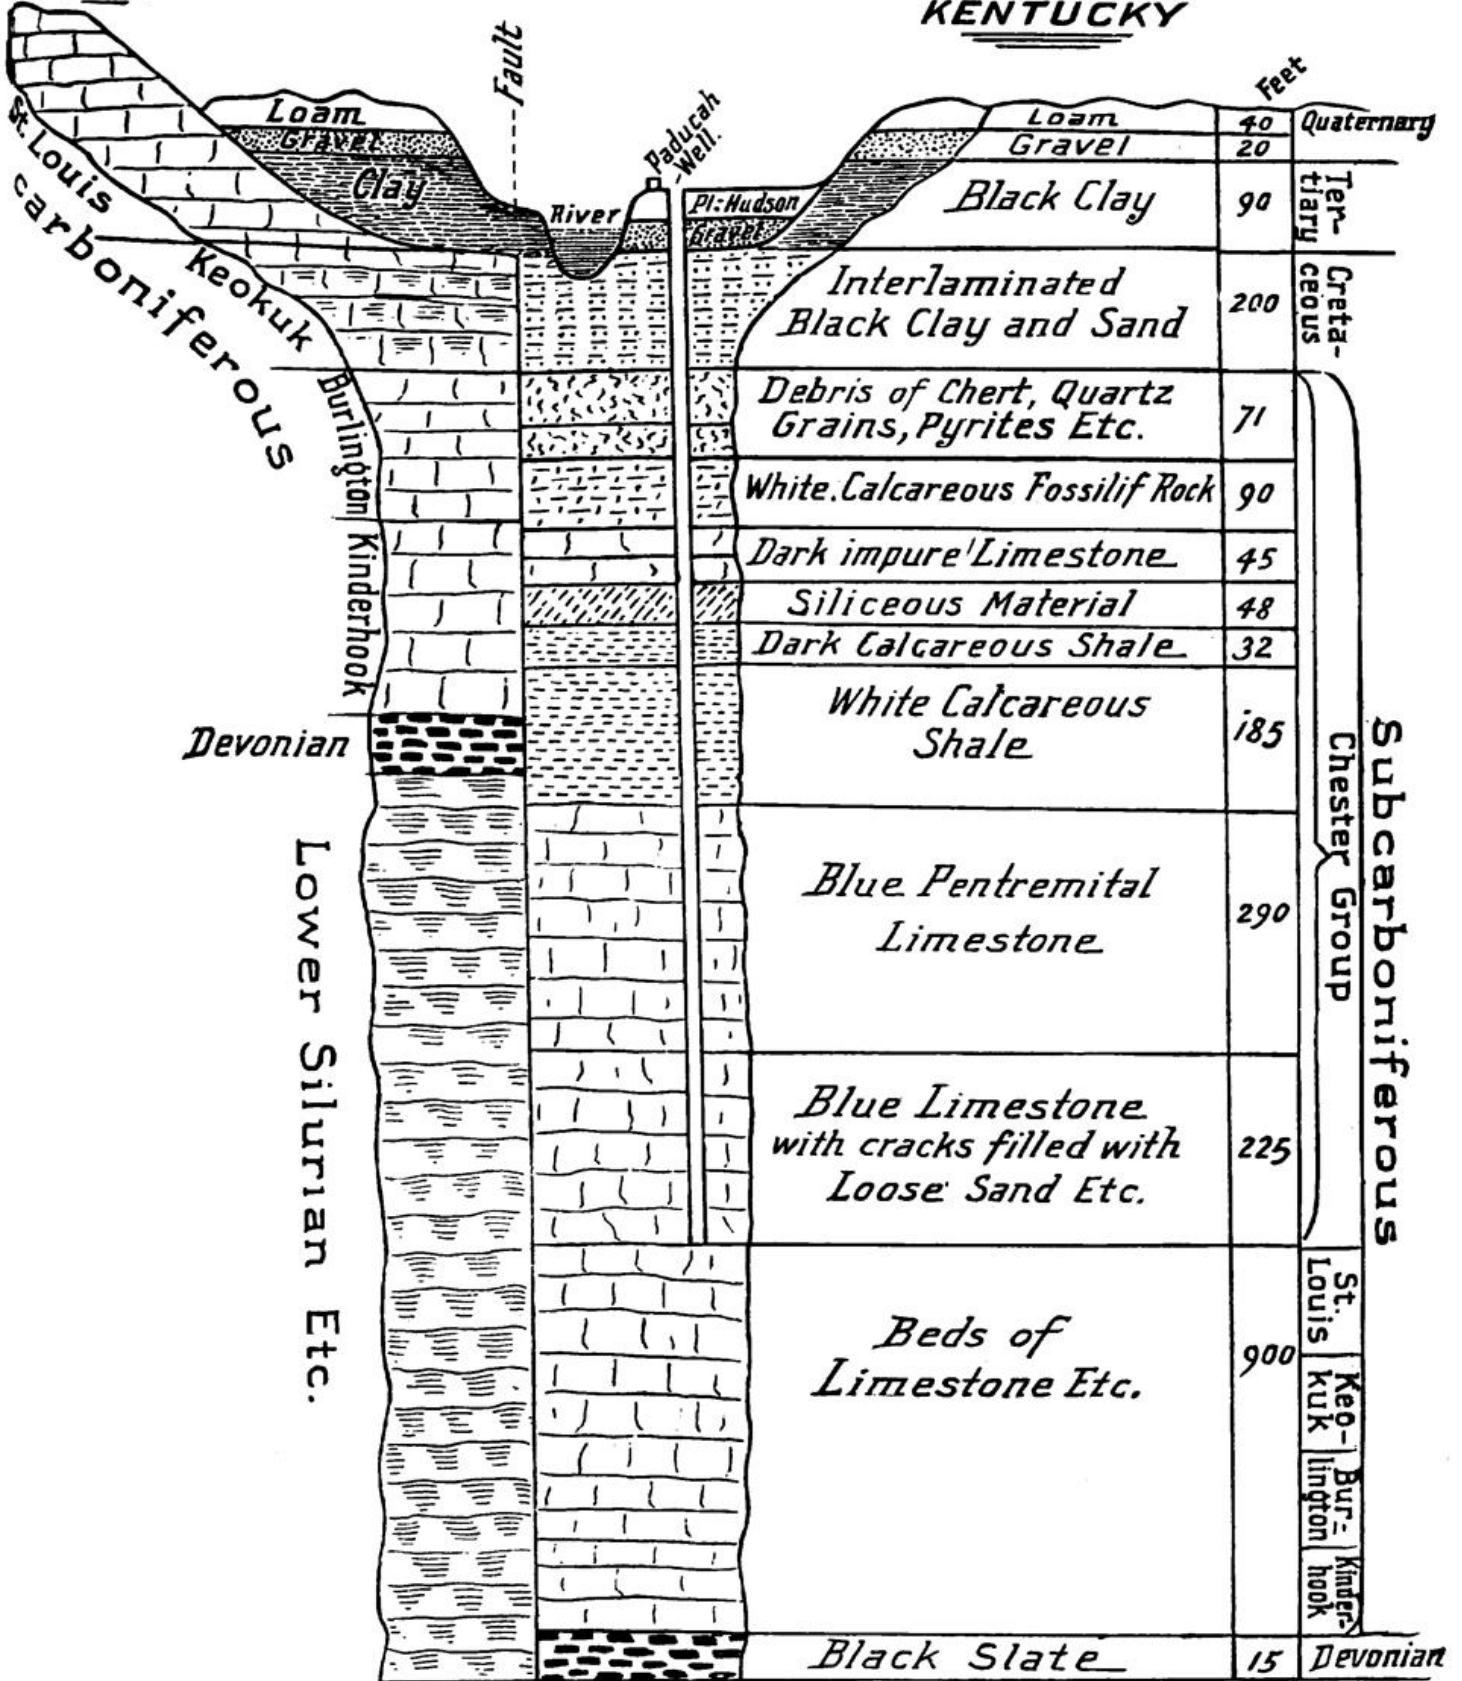 KENTUCKY
Fault
Feet
Paducah
Well.
Loam
Gravel
Clay
River
Pl: Hudson
Gravel
Loam
40
Quaternary
Gravel
20
Black Clay
90
Ter-
tiary
Interlaminated
Black Clay and Sand
200
Creta-
ceous
Debris of Chert, Quartz
Grains, Pyrites Etc.
71
White. Calcareous Fossilif Rock
90
Dark impure Limestone
45
Siliceous Material
48
Dark Calcareous Shale
32
White Calcareous
Shale
185
Blue Pentremital
Limestone
290
Blue Limestone
with cracks filled with
Loose Sand Etc.
225
Chester Group
Subcarboniferous
Beds of
Limestone Etc.
900
St.
Louis
Keo-
kuk
Bur=
lington
Kinder-
hook
Black Slate
15
Devonian
St. Louis
Keokuk
Burlington
Kinderhook
carboniferous
Devonian
Lower Silurian Etc.